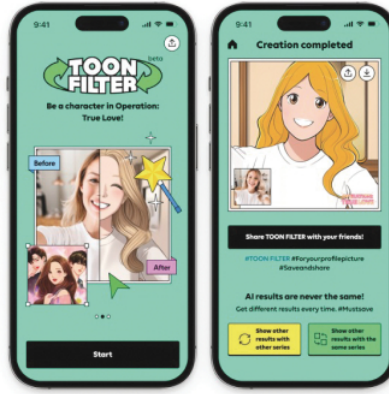 9:41
TOON
FILTER
beta
Be a character in Operation:
True Love!
Before
After
Start
9:41
Creation completed
Share TOON FILTER with your friends!
#TOON FILTER #Foryourprofilepicture
#Saveandshare
AI results are never the same!
Get different results every time. #Mustsave
Show other
results with
other series
Show other
results with the
same series